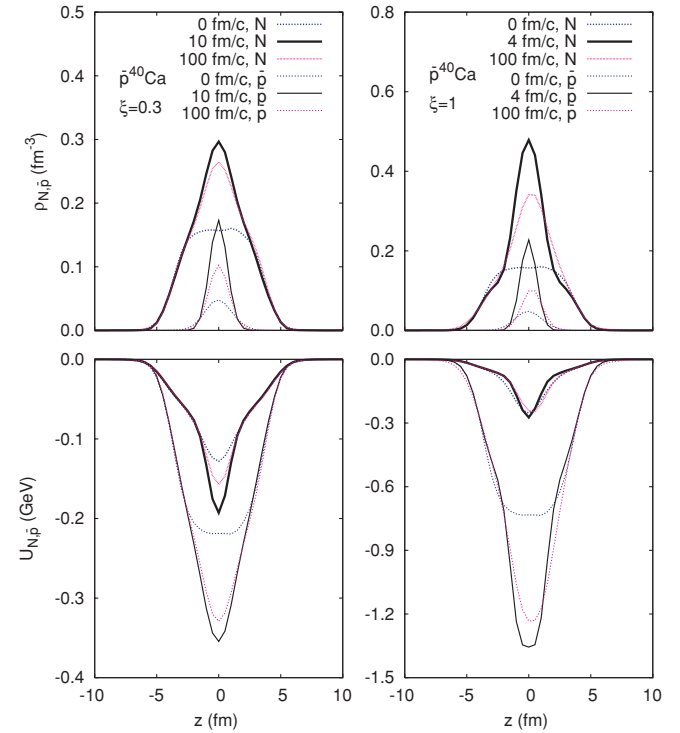 0.5
0.4
0.3
0.2
0.1
0.0
ρN,p̄ (fm-3)
p̄40Ca
ξ=0.3
0 fm/c, N
10 fm/c, N
100 fm/c, N
0 fm/c, p̄
10 fm/c, p̄
100 fm/c, p̄
0.8
0.6
0.4
0.2
0.0
p̄40Ca
ξ=1
0 fm/c, N
4 fm/c, N
100 fm/c, N
0 fm/c, p̄
4 fm/c, p̄
100 fm/c, p̄
0.0
-0.1
-0.2
-0.3
-0.4
UN,p̄ (GeV)
-10 -5 0 5 10
z (fm)
0.0
-0.3
-0.6
-0.9
-1.2
-1.5
-10 -5 0 5 10
z (fm)